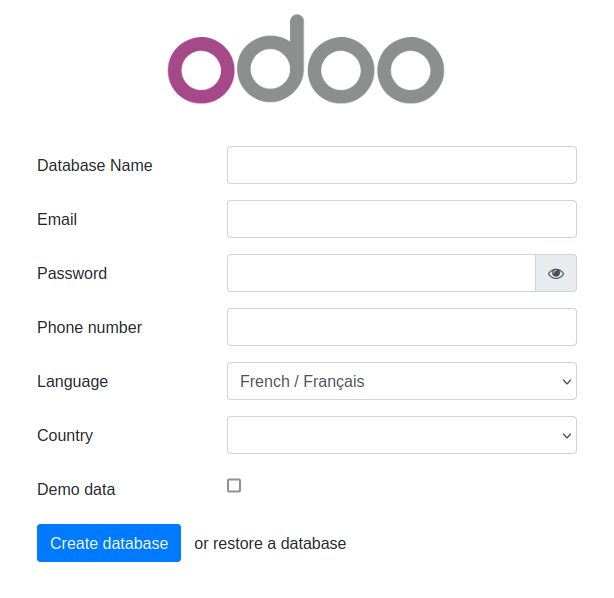 odoo
Database Name
Email
Password
Phone number
Language French / Français
Country
Demo data
Create database or restore a database